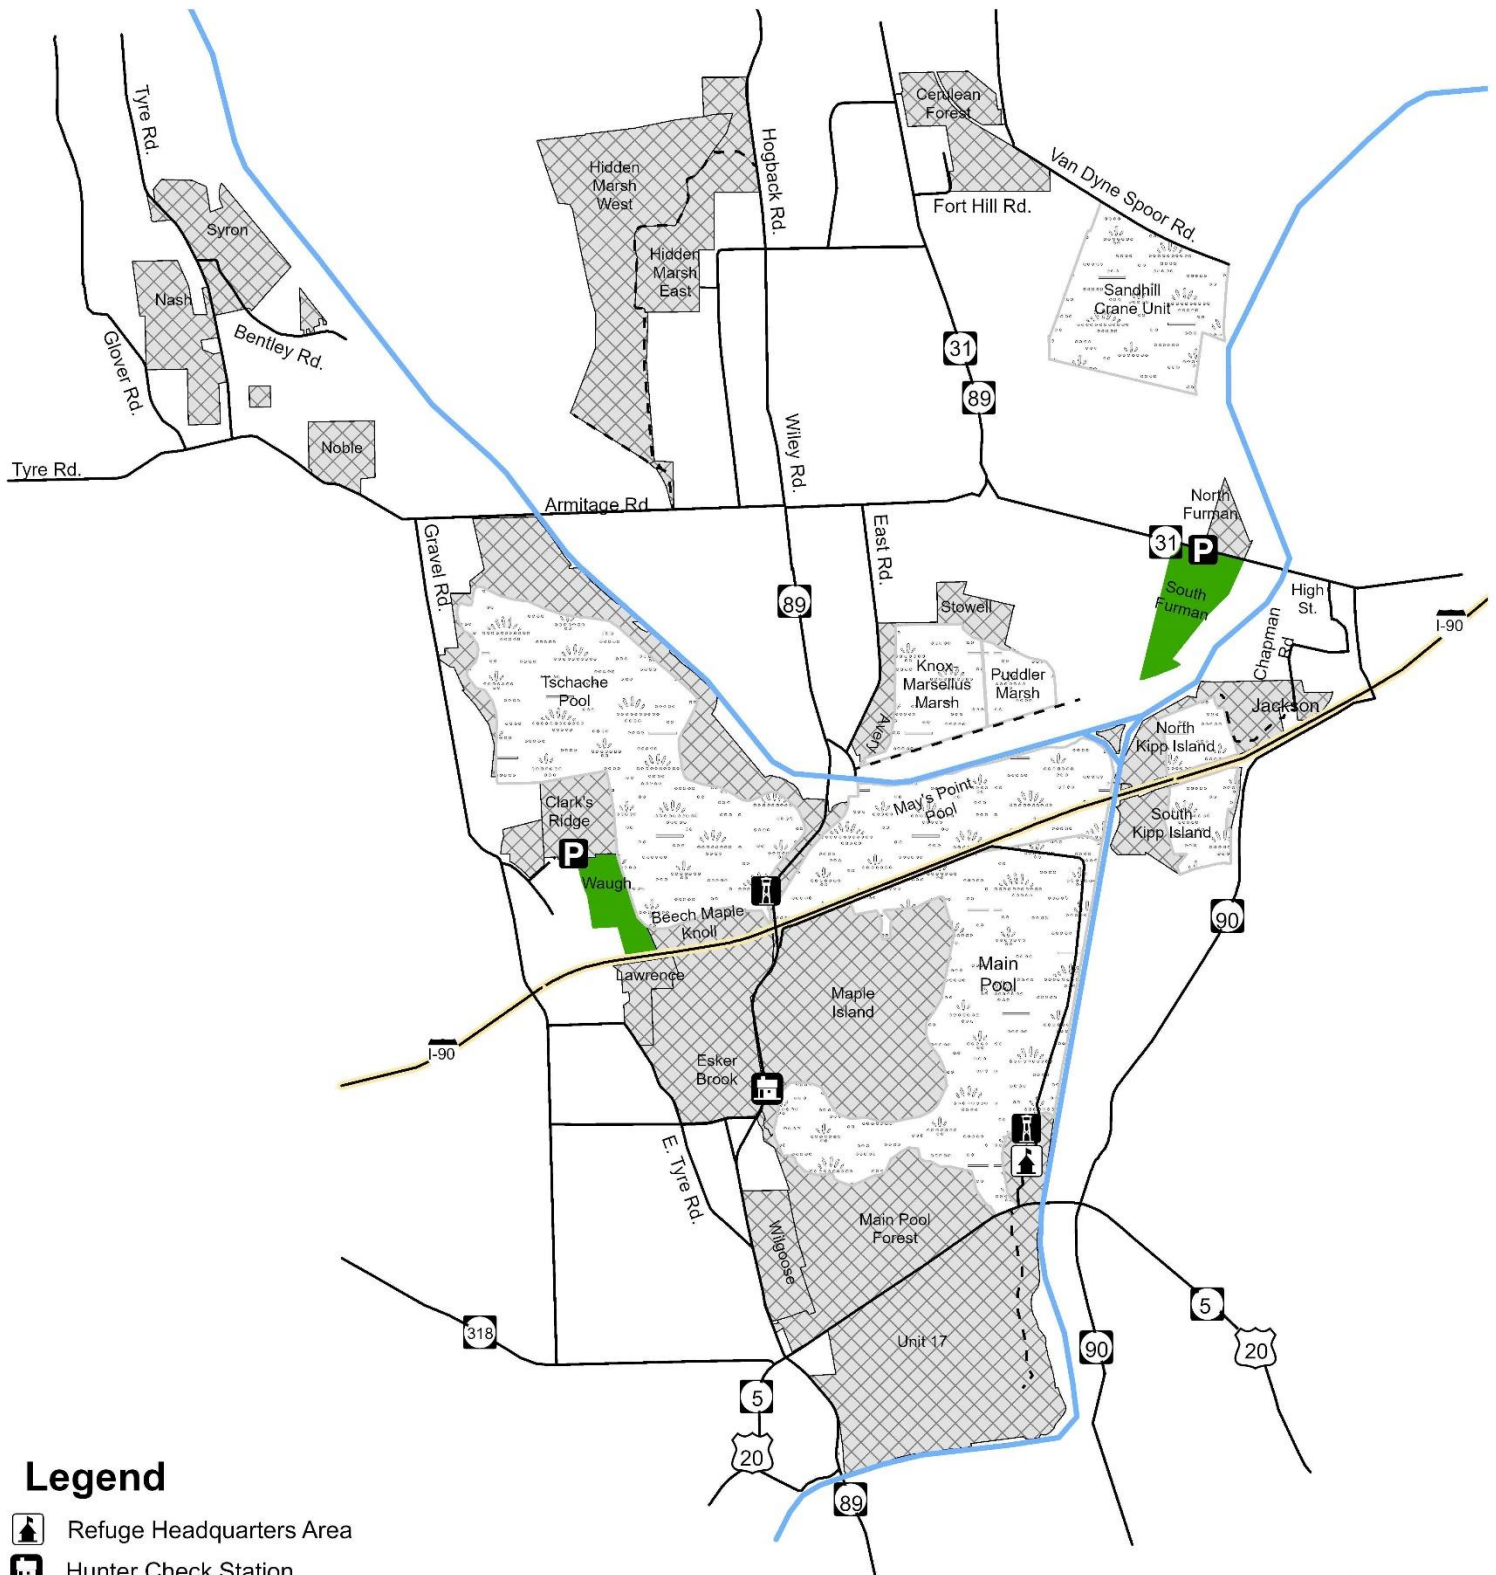 Tyre Rd.
Hogback Rd.
Cerulean
Forest
Van Dyne Spoor Rd.
Hidden
Marsh
West
Fort Hill Rd.
Syron
Hidden
Marsh
East
Nash
Sandhill
Crane Unit
Bentley Rd.
Glover Rd.
31
89
Noble
Wiley Rd.
Tyre Rd.
Armitage Rd
North
Furman
31
P
Gravel Rd.
East Rd.
89
South
Furman
High
St.
Stowell
I-90
Chapman
Rd
Knox-
Marsellus
Marsh
Puddler
Marsh
Tschache
Pool
Avery
Jackson
North
Kipp Island
May's Point
Pool
Clark's
Ridge
South
Kipp Island
P
Waugh
Beech Maple
Knoll
90
Lawrence
Main
Pool
Maple
Island
I-90
Esker
Brook
E. Tyre Rd.
Main Pool
Forest
Wilgoose
318
Unit 17
5
20
90
5
20
89
Legend
Refuge Headquarters Area
Hunter Check Station